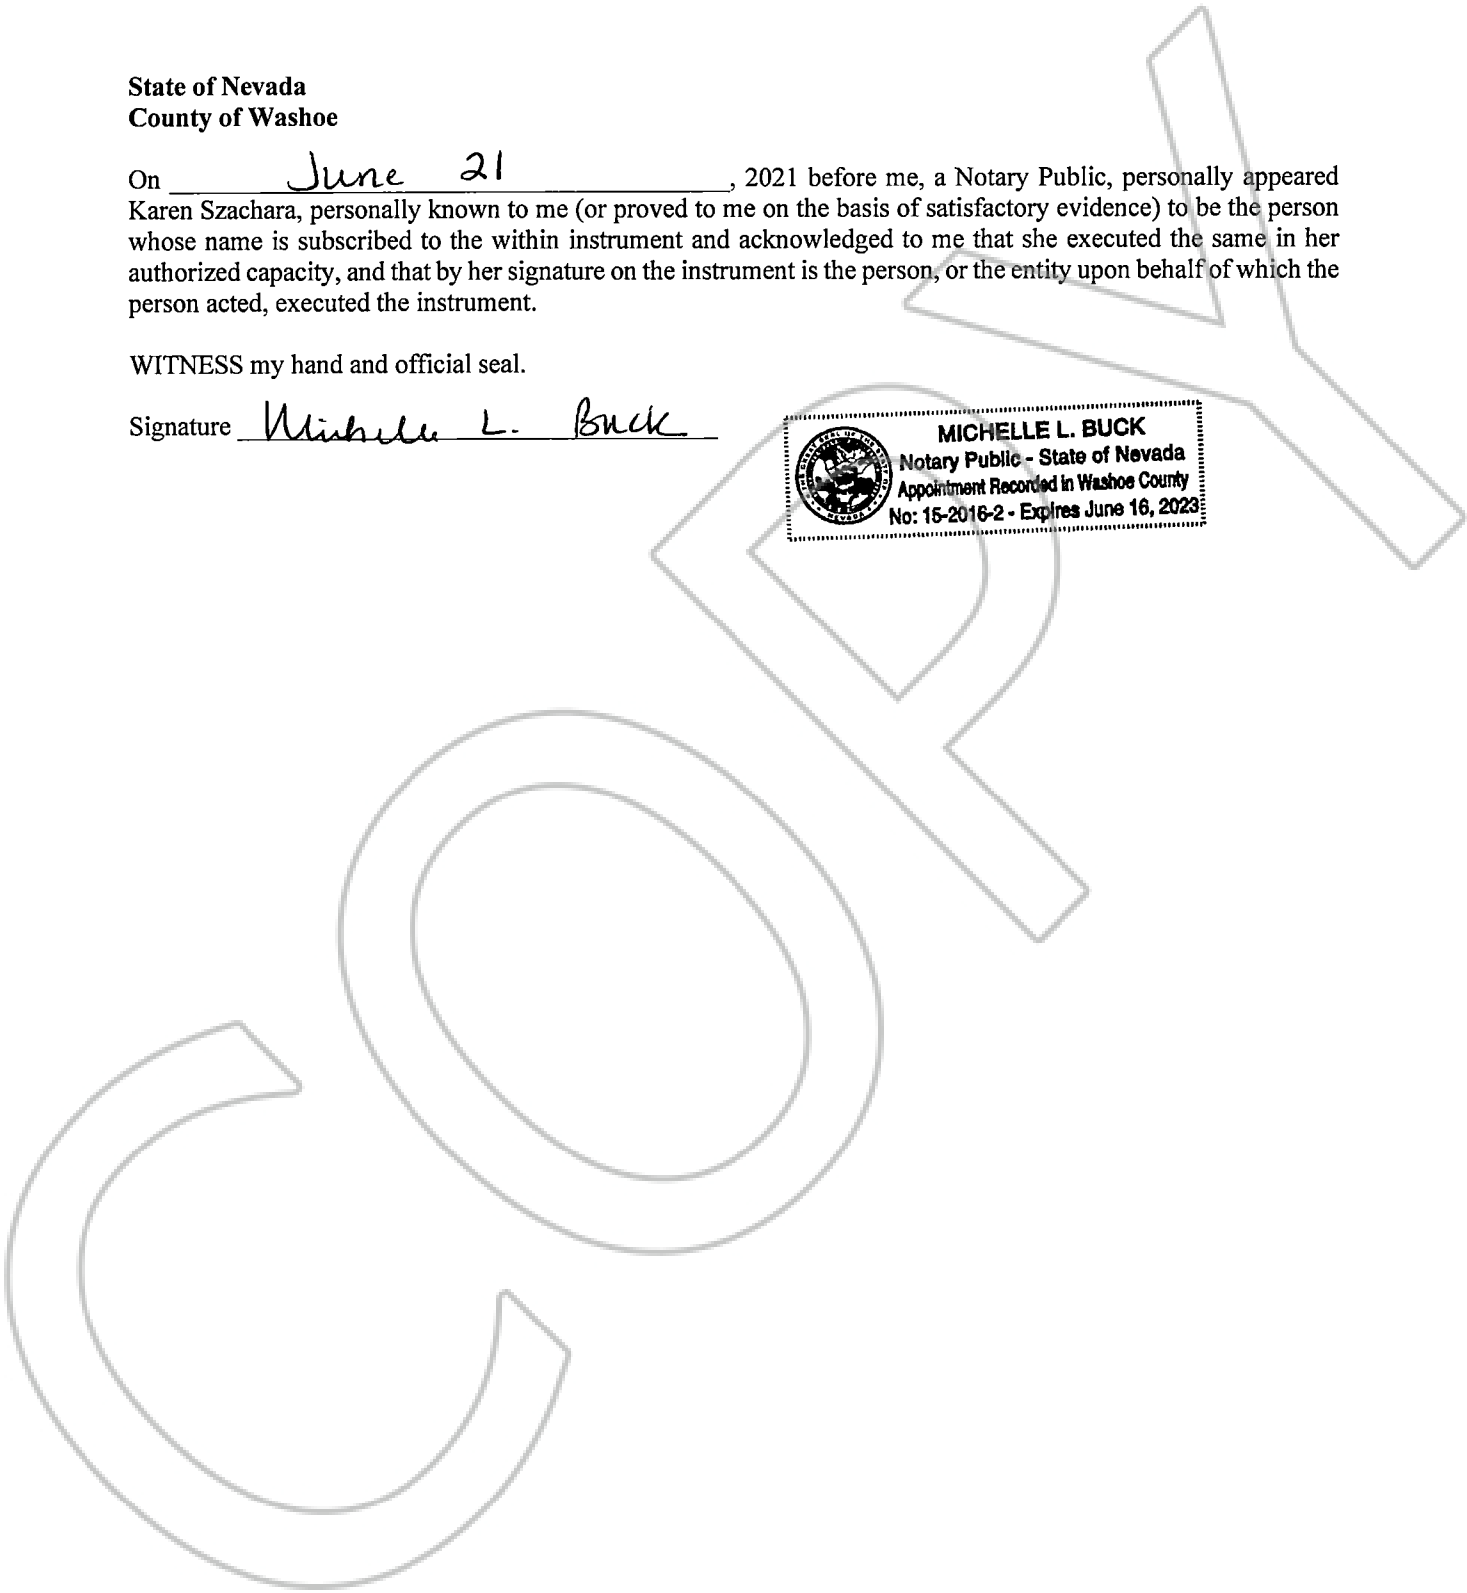 State of Nevada
County of Washoe
On June 21, 2021 before me, a Notary Public, personally appeared
Karen Szachara, personally known to me (or proved to me on the basis of satisfactory evidence) to be the person
whose name is subscribed to the within instrument and acknowledged to me that she executed the same in her
authorized capacity, and that by her signature on the instrument is the person, or the entity upon behalf of which the
person acted, executed the instrument.
WITNESS my hand and official seal.
Signature Michelle L. Buck
MICHELLE L. BUCK
Notary Public - State of Nevada
Appointment Recorded in Washoe County
No: 15-2016-2 - Expires June 16, 2023
NEVADA
COPY